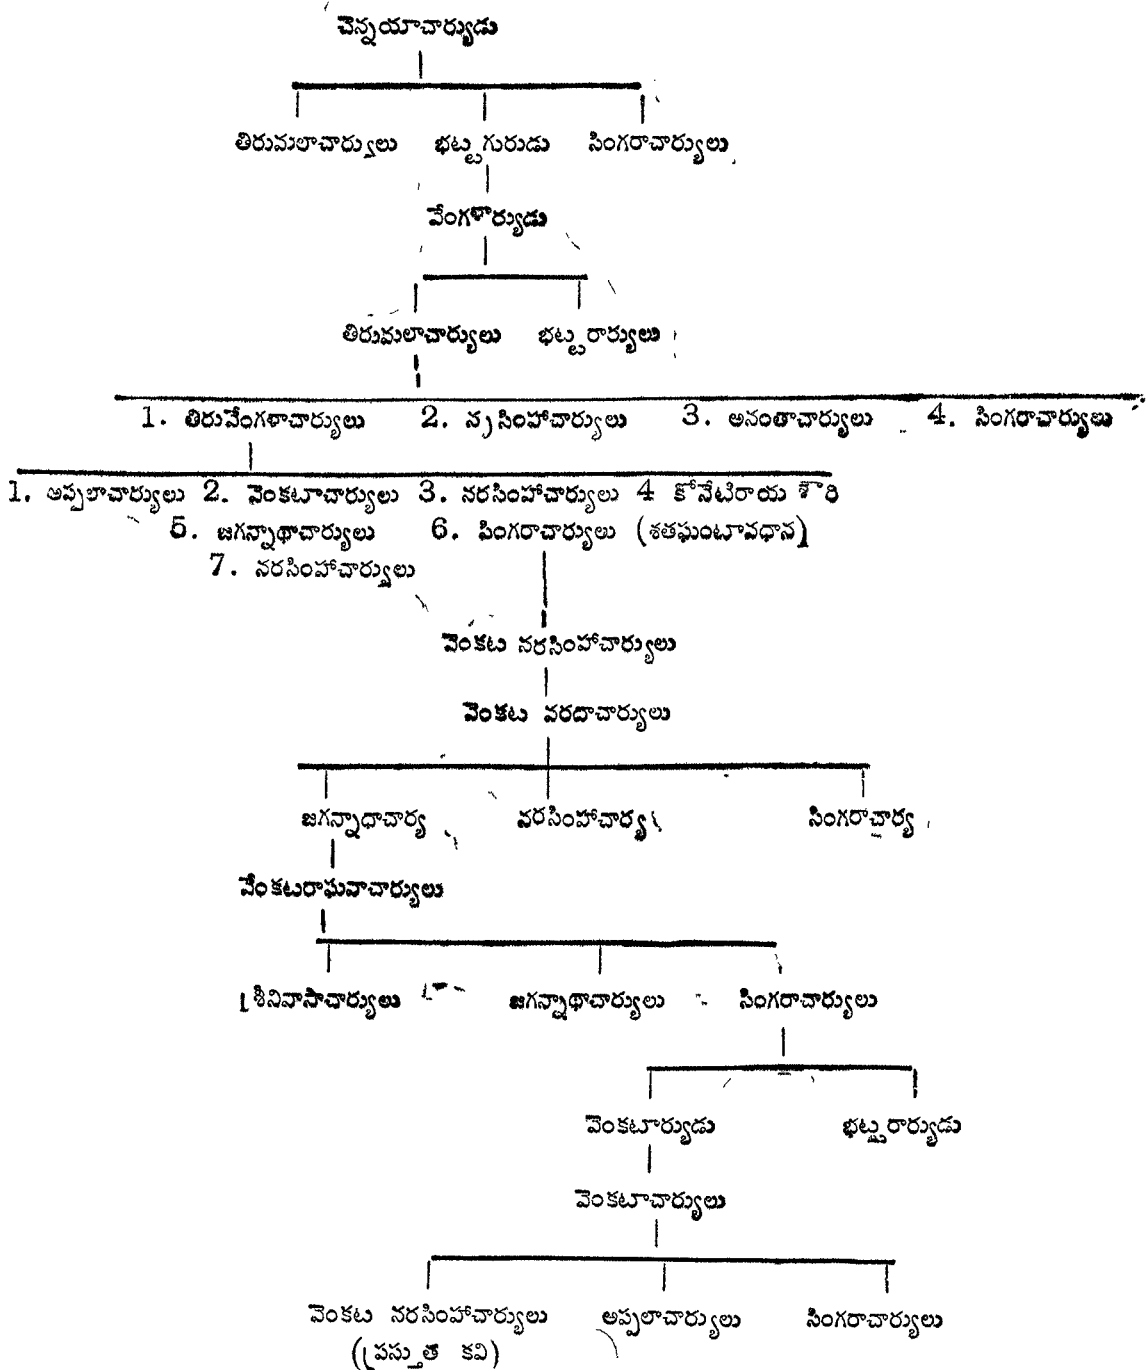 చెన్నయాచార్యుడు
తిరుమలాచార్యులు భట్టగురుడు సింగరాచార్యులు
వేంగళార్యుడు
తిరుమలాచార్యులు భట్టరార్యులు
1. తిరువేంగళాచార్యులు 2. నృసింహాచార్యులు 3. అనంతాచార్యులు 4. సింగరాచార్యులు
1. అప్పలాచార్యులు 2. వెంకటాచార్యులు 3. నరసింహాచార్యులు 4 కోనేటిరాయ శౌరి
5. జగన్నాథాచార్యులు 6. సింగరాచార్యులు (శతఘంటావధాన)
7. నరసింహాచార్యులు
వెంకట నరసింహాచార్యులు
వెంకట వరదాచార్యులు
జగన్నాధాచార్య నరసింహాచార్య సింగరాచార్య
వేంకటరాఘవాచార్యులు
శ్రీనివాసాచార్యులు జగన్నాథాచార్యులు సింగరాచార్యులు
వెంకటార్యుడు భట్టరార్యుడు
వెంకటాచార్యులు
వెంకట నరసింహాచార్యులు అప్పలాచార్యులు సింగరాచార్యులు
(ప్రస్తుత కవి)